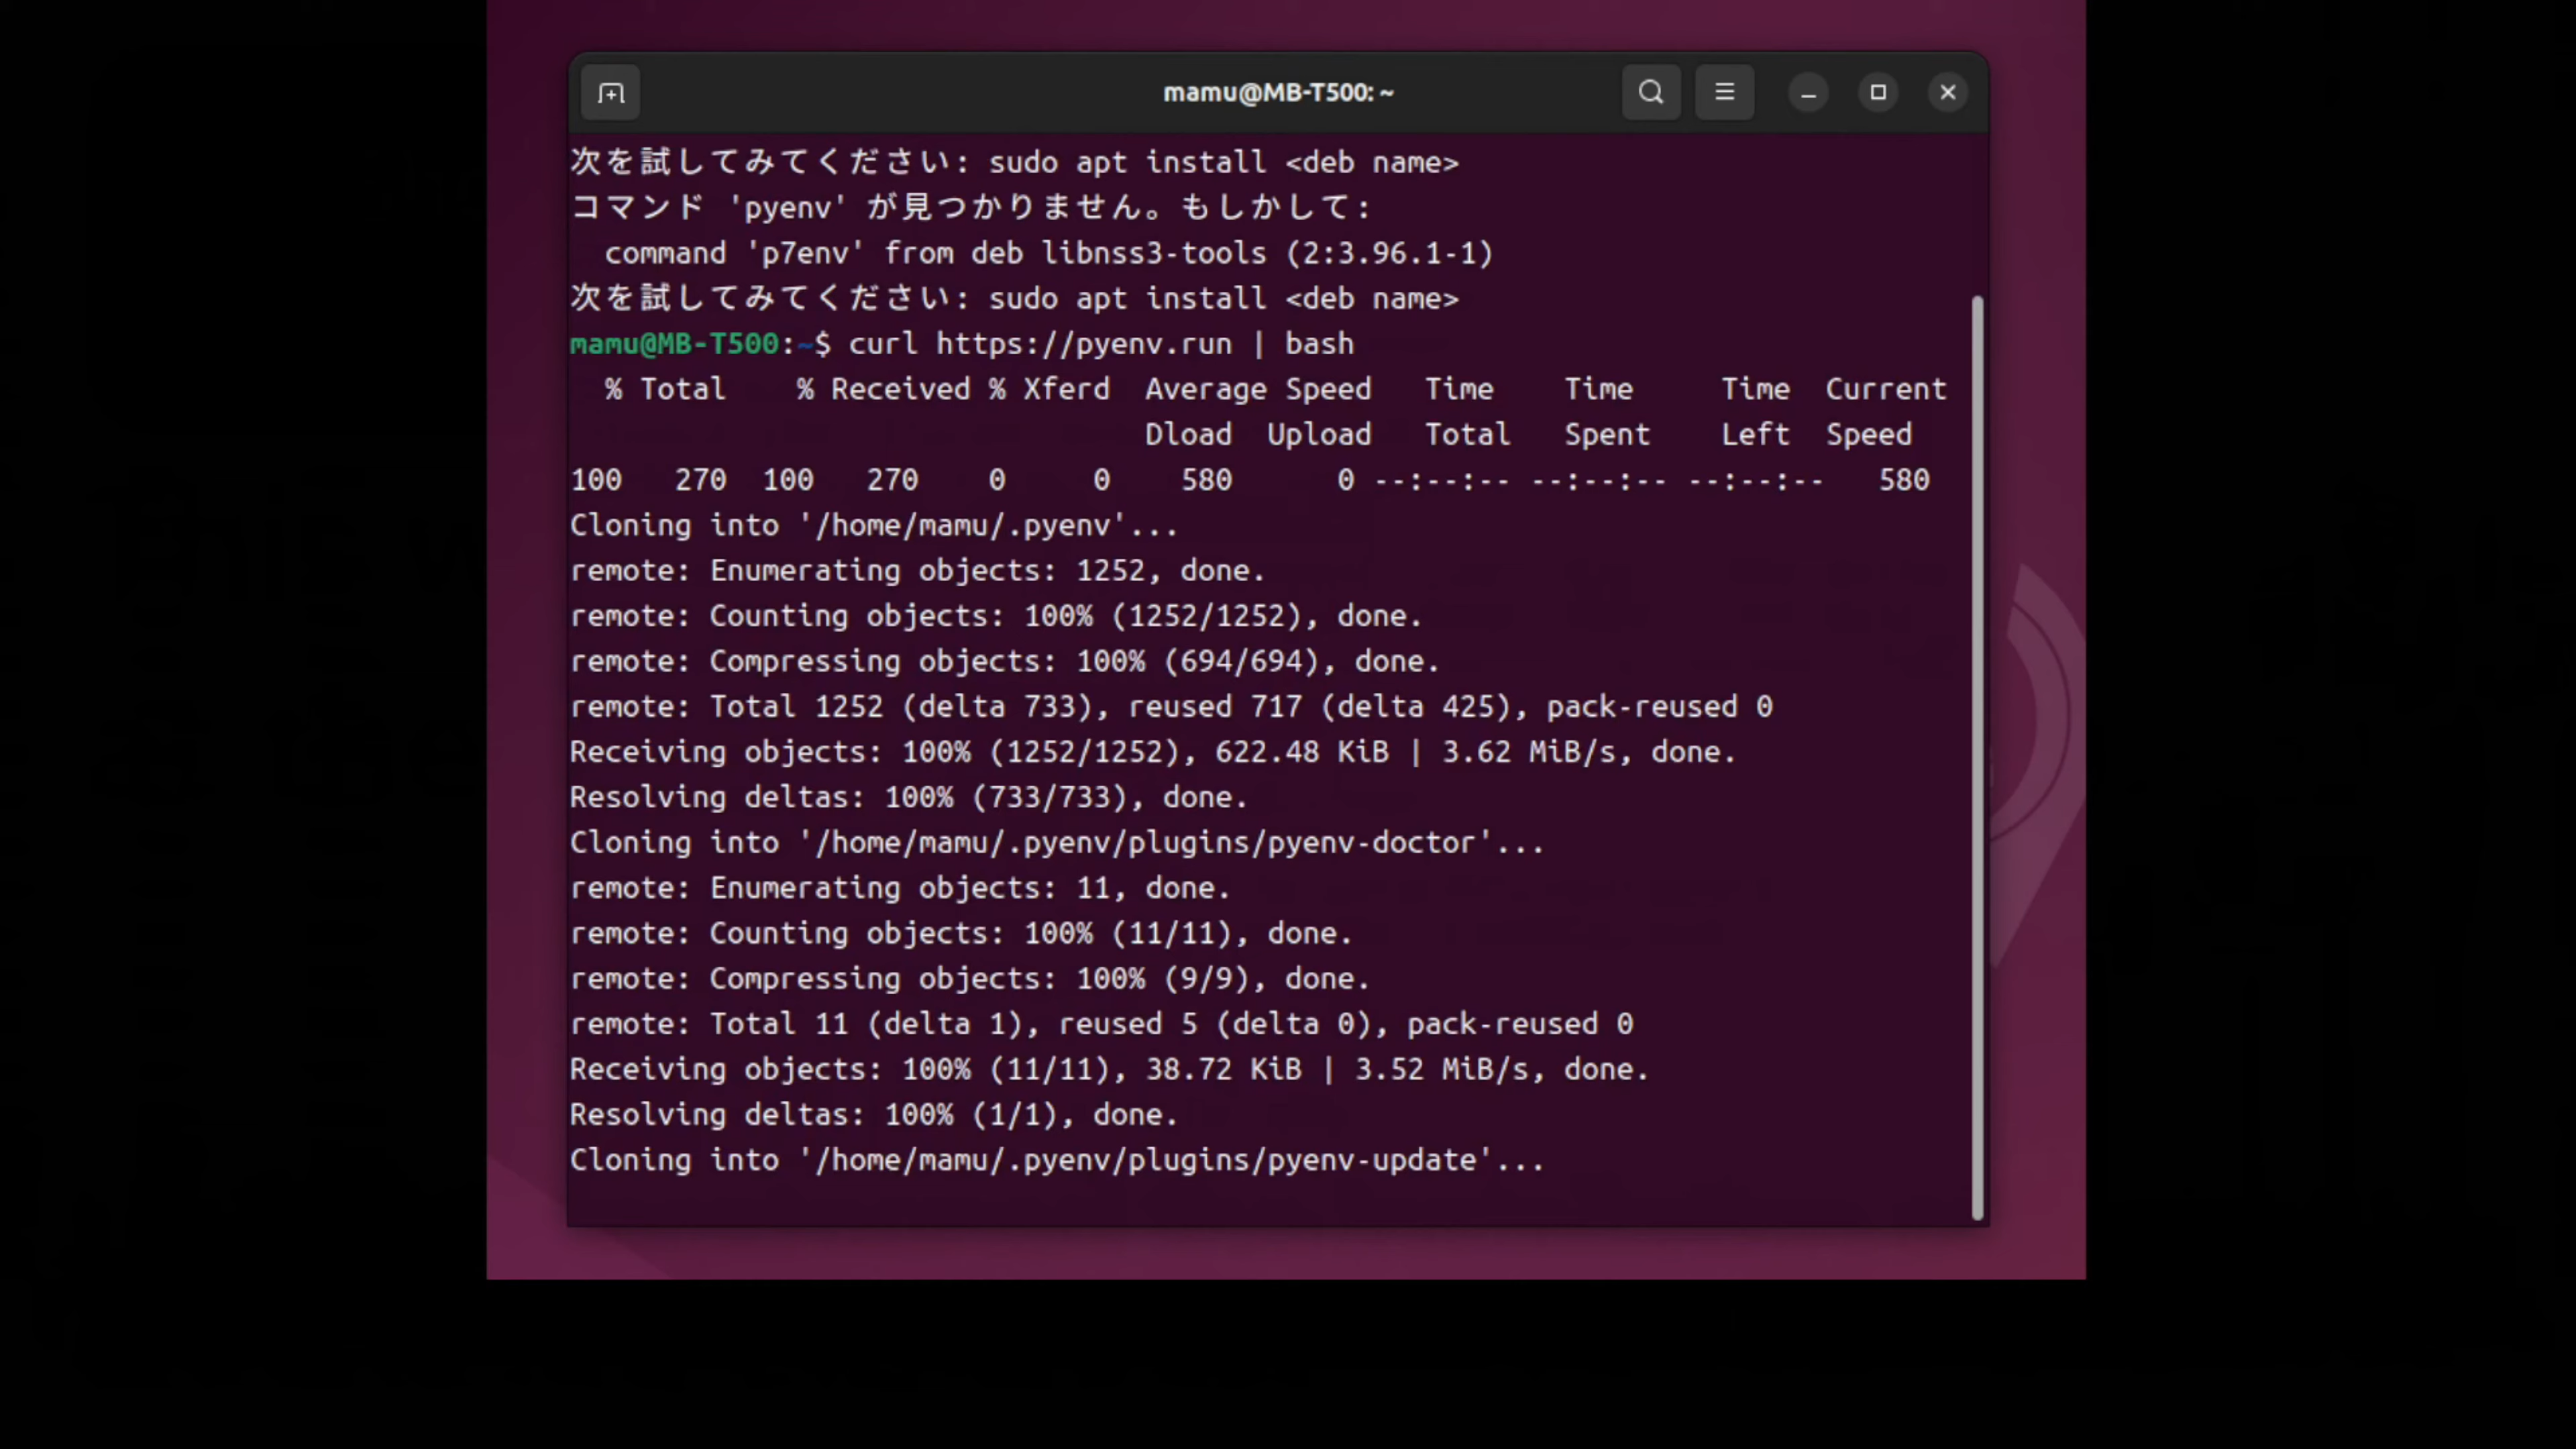 mamu@MB-T500: ~
次を試してみてください: sudo apt install <deb name>
コマンド 'pyenv' が見つかりません。もしかして:
  command 'p7env' from deb libnss3-tools (2:3.96.1-1)
次を試してみてください: sudo apt install <deb name>
mamu@MB-T500:~$ curl https://pyenv.run | bash
  % Total    % Received % Xferd  Average Speed   Time    Time     Time  Current
                                 Dload  Upload   Total   Spent    Left  Speed
100   270  100   270    0     0    580      0 --:--:-- --:--:-- --:--:--   580
Cloning into '/home/mamu/.pyenv'...
remote: Enumerating objects: 1252, done.
remote: Counting objects: 100% (1252/1252), done.
remote: Compressing objects: 100% (694/694), done.
remote: Total 1252 (delta 733), reused 717 (delta 425), pack-reused 0
Receiving objects: 100% (1252/1252), 622.48 KiB | 3.62 MiB/s, done.
Resolving deltas: 100% (733/733), done.
Cloning into '/home/mamu/.pyenv/plugins/pyenv-doctor'...
remote: Enumerating objects: 11, done.
remote: Counting objects: 100% (11/11), done.
remote: Compressing objects: 100% (9/9), done.
remote: Total 11 (delta 1), reused 5 (delta 0), pack-reused 0
Receiving objects: 100% (11/11), 38.72 KiB | 3.52 MiB/s, done.
Resolving deltas: 100% (1/1), done.
Cloning into '/home/mamu/.pyenv/plugins/pyenv-update'...